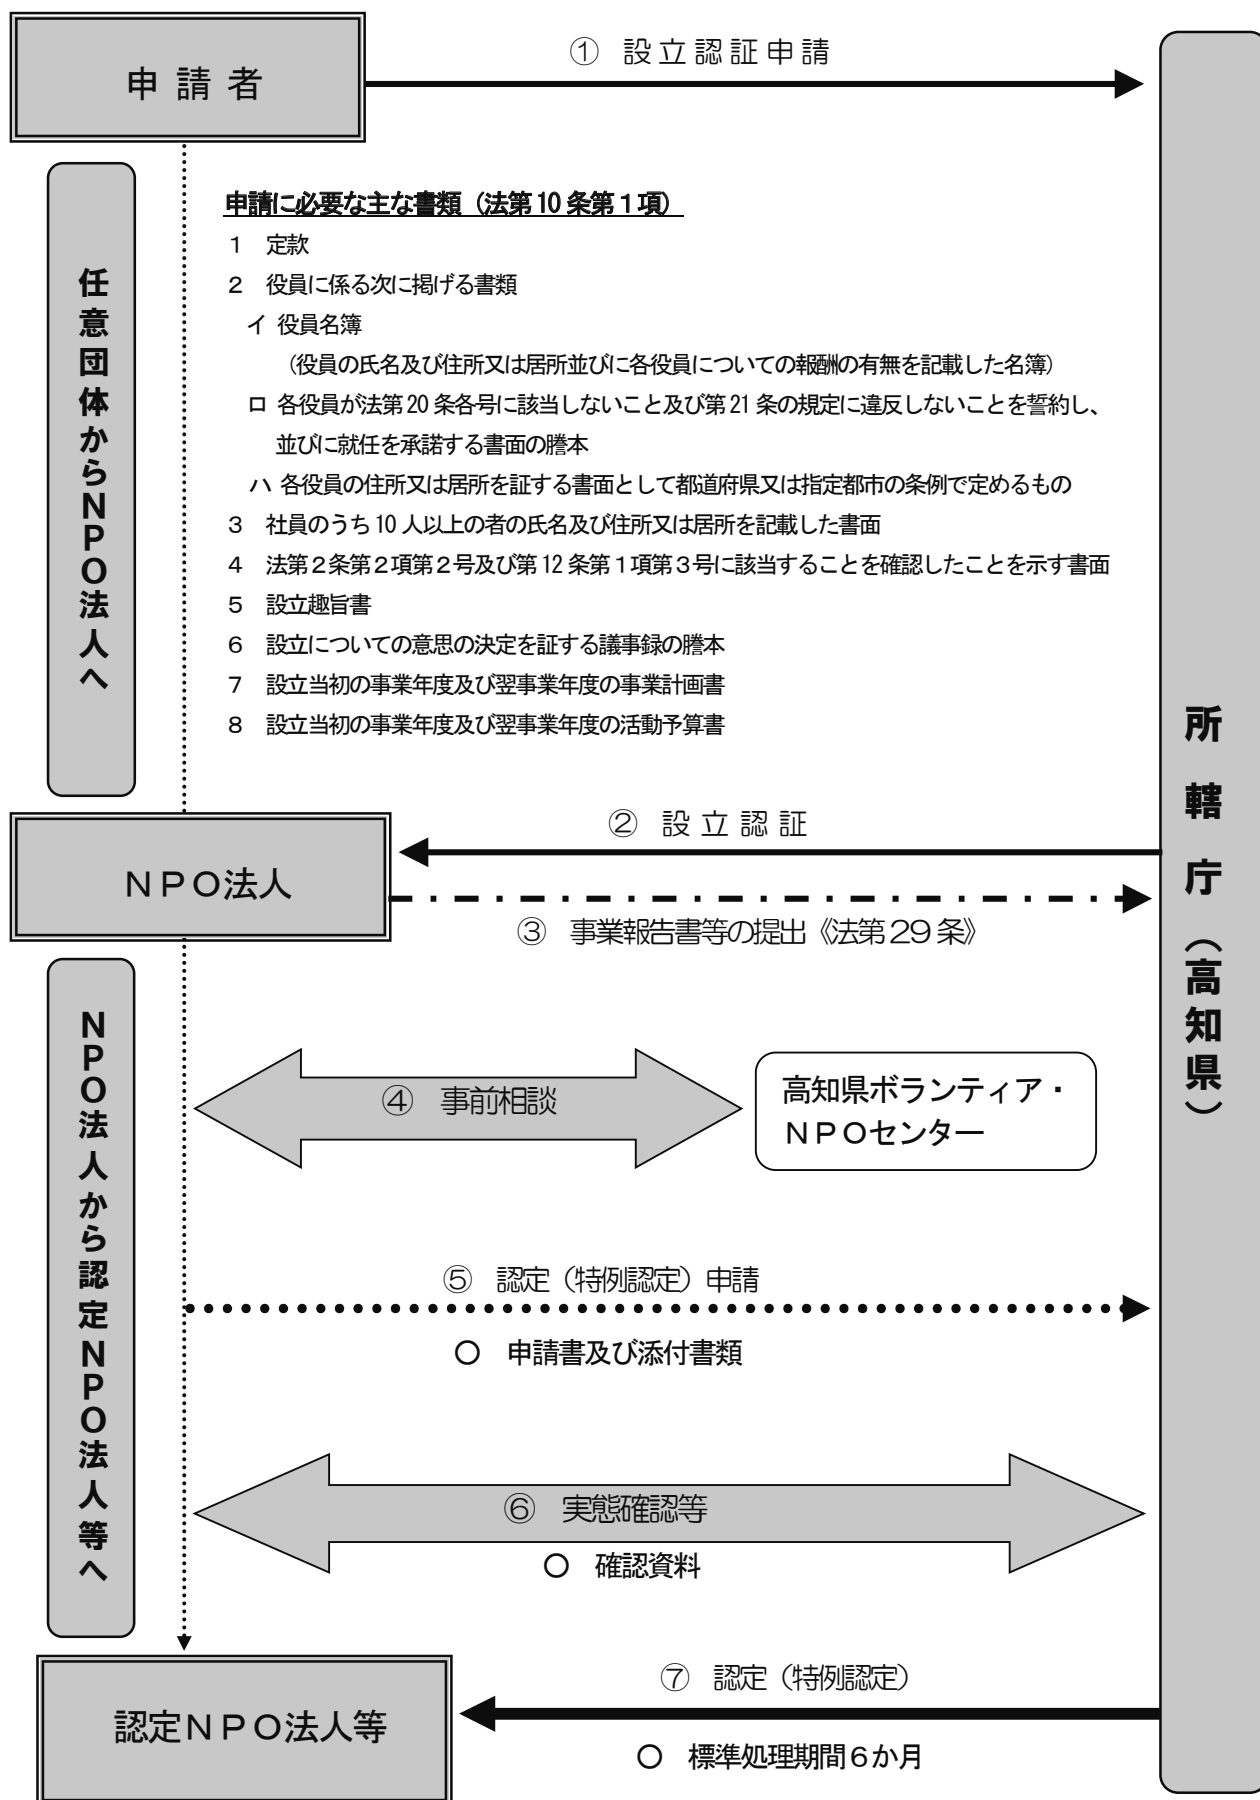 申 請 者
① 設立認証申請
任意団体からＮＰＯ法人へ
申請に必要な主な書類（法第10条第１項）
１ 定款
２ 役員に係る次に掲げる書類
イ 役員名簿
（役員の氏名及び住所又は居所並びに各役員についての報酬の有無を記載した名簿）
ロ 各役員が法第20条各号に該当しないこと及び第21条の規定に違反しないことを誓約し、
並びに就任を承諾する書面の謄本
ハ 各役員の住所又は居所を証する書面として都道府県又は指定都市の条例で定めるもの
３ 社員のうち10人以上の者の氏名及び住所又は居所を記載した書面
４ 法第２条第２項第２号及び第12条第１項第３号に該当することを確認したことを示す書面
５ 設立趣旨書
６ 設立についての意思の決定を証する議事録の謄本
７ 設立当初の事業年度及び翌事業年度の事業計画書
８ 設立当初の事業年度及び翌事業年度の活動予算書
所 轄 庁（高知県）
② 設立認証
ＮＰＯ法人
③ 事業報告書等の提出《法第29条》
ＮＰＯ法人から認定ＮＰＯ法人等へ
④ 事前相談
高知県ボランティア・
ＮＰＯセンター
⑤ 認定（特例認定）申請
○ 申請書及び添付書類
⑥ 実態確認等
○ 確認資料
⑦ 認定（特例認定）
認定ＮＰＯ法人等
○ 標準処理期間６か月